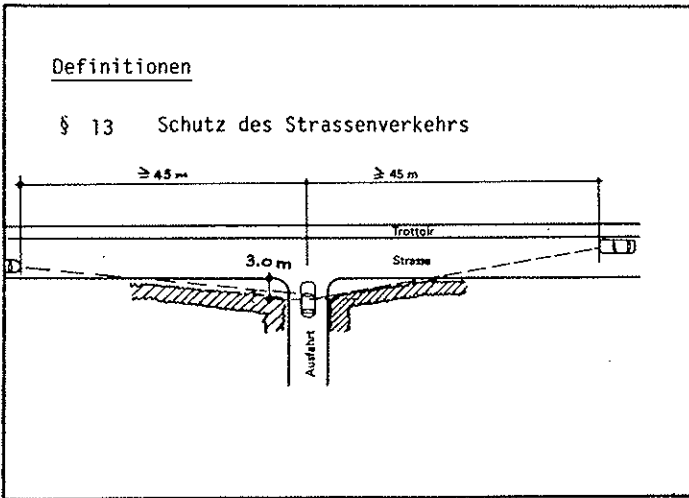 Definitionen
§ 13 Schutz des Strassenverkehrs
≥ 45 m ≥ 45 m
Trottoir
3.0 m Strasse
Ausfahrt